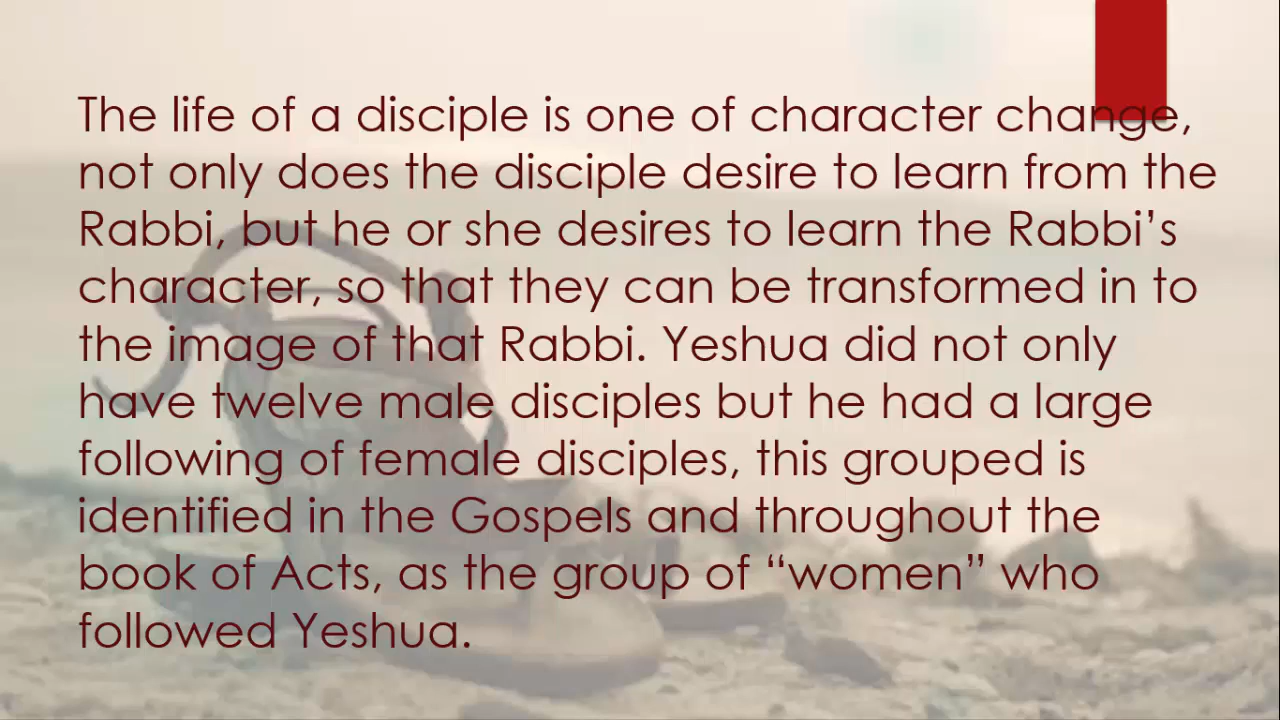 The life of a disciple is one of character change,
not only does the disciple desire to learn from the
Rabbi, but he or she desires to learn the Rabbi’s
character, so that they can be transformed in to
the image of that Rabbi. Yeshua did not only
have twelve male disciples but he had a large
following of female disciples, this grouped is
identified in the Gospels and throughout the
book of Acts, as the group of “women” who
followed Yeshua.